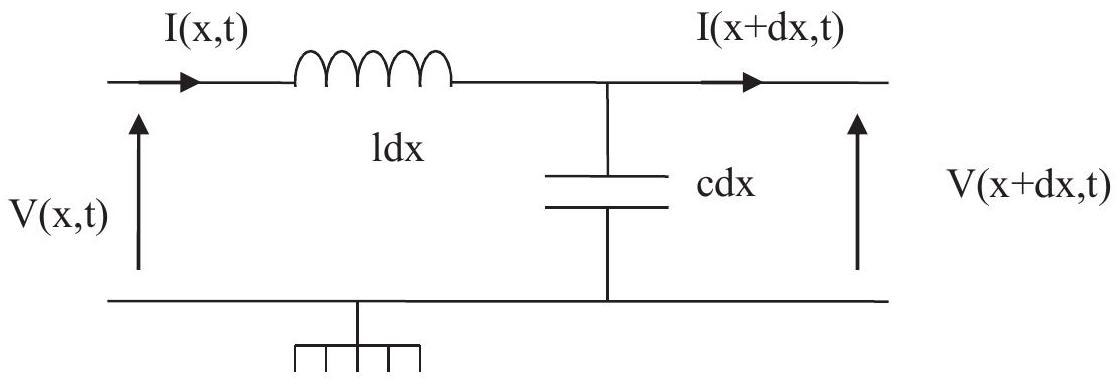 I(x,t)
I(x+dx,t)
ldx
cdx
V(x,t)
V(x+dx,t)